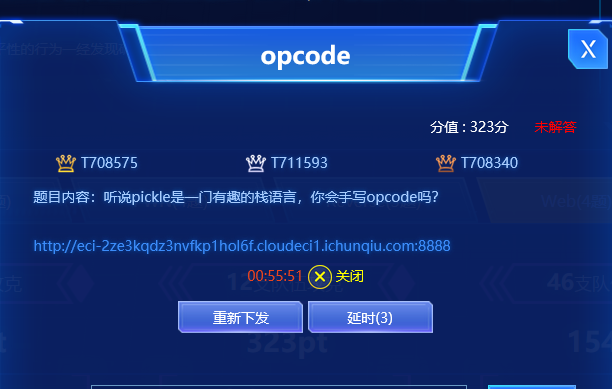 opcode
X
分值 : 323分 未解答
T708575 T711593 T708340
题目内容：听说pickle是一门有趣的栈语言，你会手写opcode吗？
http://eci-2ze3kqdz3nvfkp1hol6f.cloudeci1.ichunqiu.com:8888
00:55:51 关闭
重新下发 延时(3)
323pt